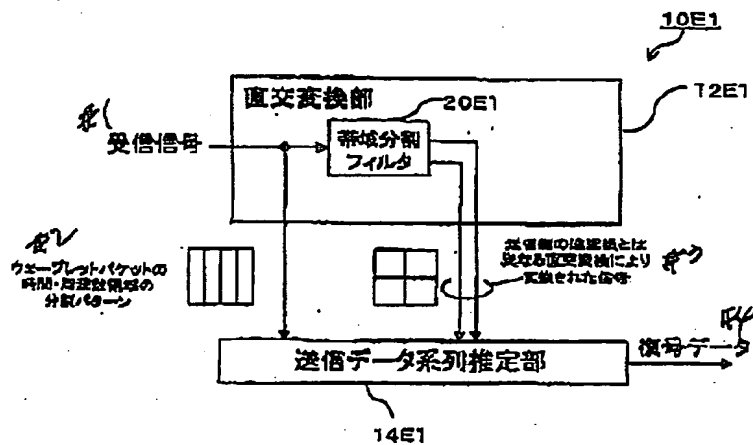 10E1
12E1
直交変換部
20E1
帯域分割
フィルタ
受信信号
ウェーブレットパケットの
時間・周波数領域の
分割パターン
送信側の逆変換とは
異なる直交変換により
変換された信号
送信データ系列推定部
復号データ
14E1